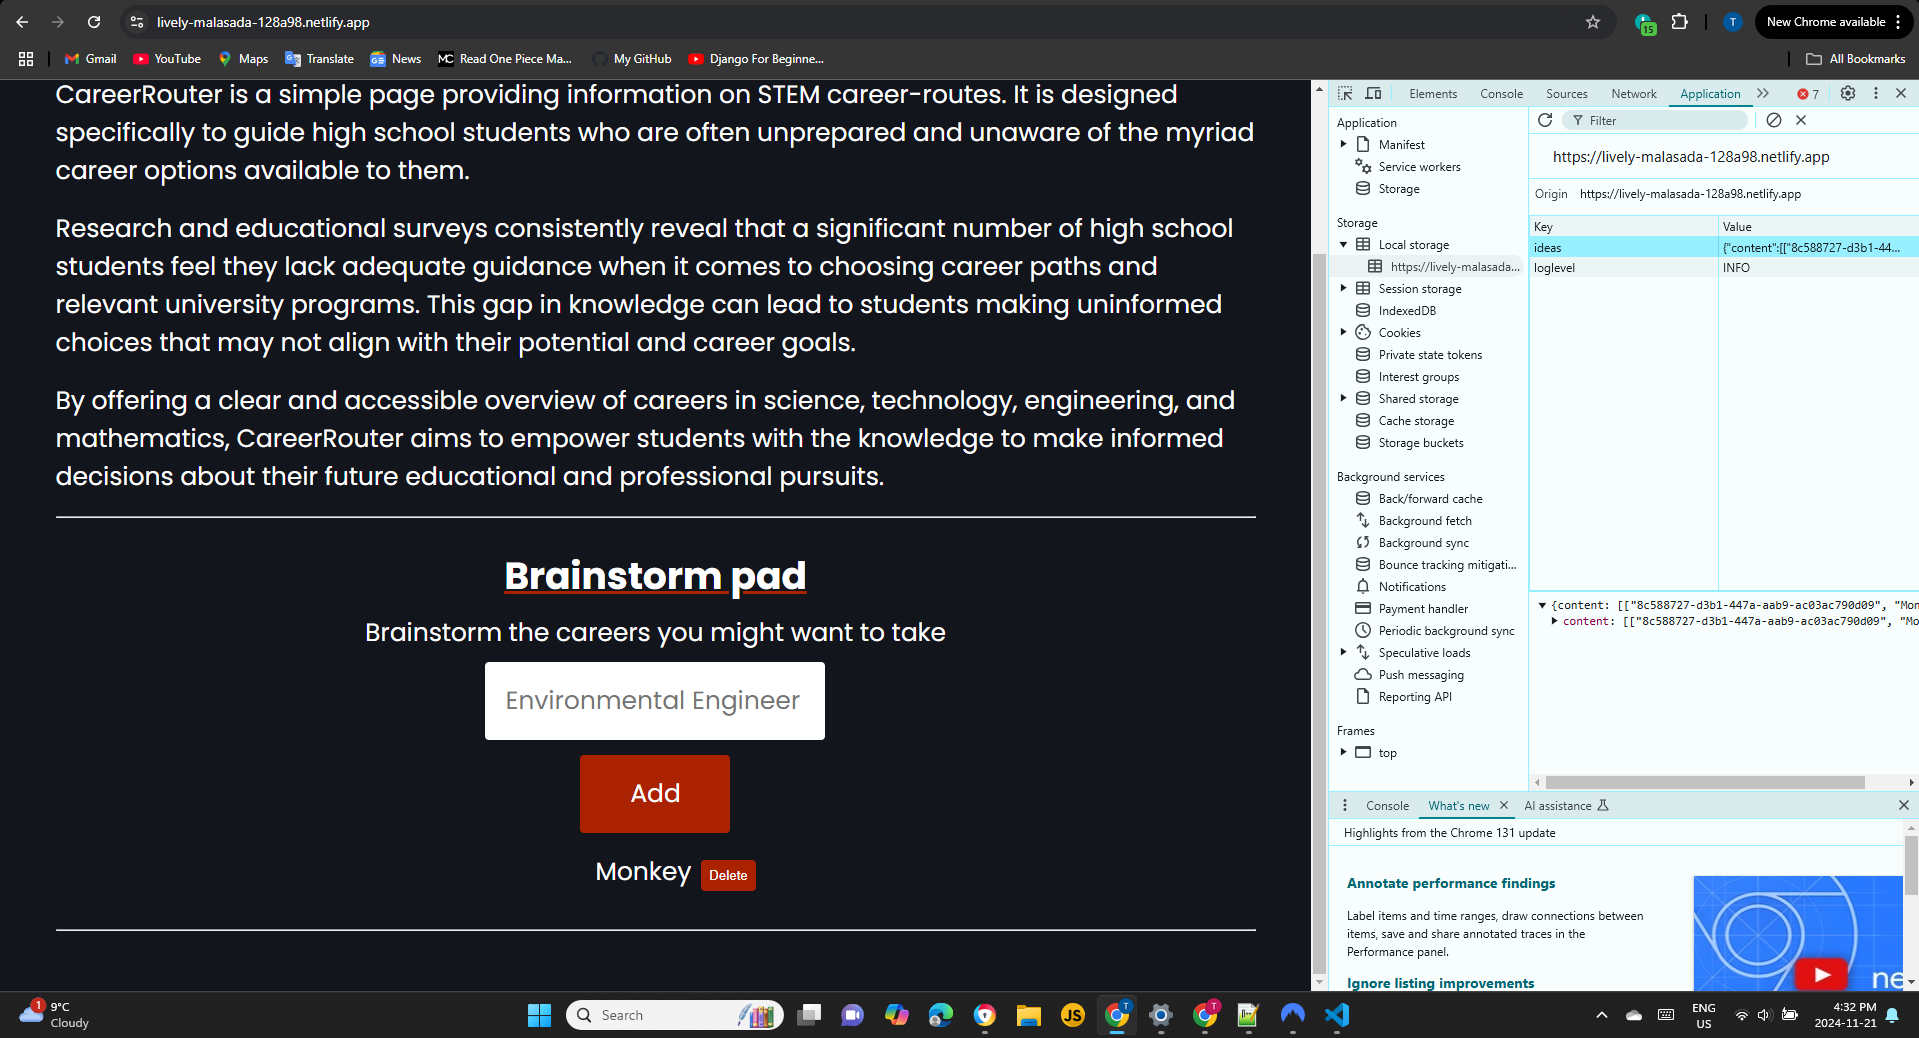 lively-malasada-128a98.netlify.app
15
T
New Chrome available
Gmail
YouTube
Maps
Translate
News
Read One Piece Ma...
My GitHub
Django For Beginne...
All Bookmarks
CareerRouter is a simple page providing information on STEM career-routes. It is designed
specifically to guide high school students who are often unprepared and unaware of the myriad
career options available to them.
Research and educational surveys consistently reveal that a significant number of high school
students feel they lack adequate guidance when it comes to choosing career paths and
relevant university programs. This gap in knowledge can lead to students making uninformed
choices that may not align with their potential and career goals.
By offering a clear and accessible overview of careers in science, technology, engineering, and
mathematics, CareerRouter aims to empower students with the knowledge to make informed
decisions about their future educational and professional pursuits.
Brainstorm pad
Brainstorm the careers you might want to take
Environmental Engineer
Add
Monkey Delete
Elements Console Sources Network Application 7
Application
Manifest
Service workers
Storage
Storage
Local storage
https://lively-malasada...
Session storage
IndexedDB
Cookies
Private state tokens
Interest groups
Shared storage
Cache storage
Storage buckets
Background services
Back/forward cache
Background fetch
Background sync
Bounce tracking mitigati...
Notifications
Payment handler
Periodic background sync
Speculative loads
Push messaging
Reporting API
Frames
top
Filter
https://lively-malasada-128a98.netlify.app
Origin https://lively-malasada-128a98.netlify.app
Key Value
ideas {"content":[["8c588727-d3b1-44...
loglevel INFO
{content: [["8c588727-d3b1-447a-aab9-ac03ac790d09", "Mon
content: [["8c588727-d3b1-447a-aab9-ac03ac790d09", "Mo
Console What's new AI assistance
Highlights from the Chrome 131 update
Annotate performance findings
Label items and time ranges, draw connections between
items, save and share annotated traces in the
Performance panel.
Ignore listing improvements
ne
1
9°C
Cloudy
Search
JS
T
T
ENG
US
4:32 PM
2024-11-21